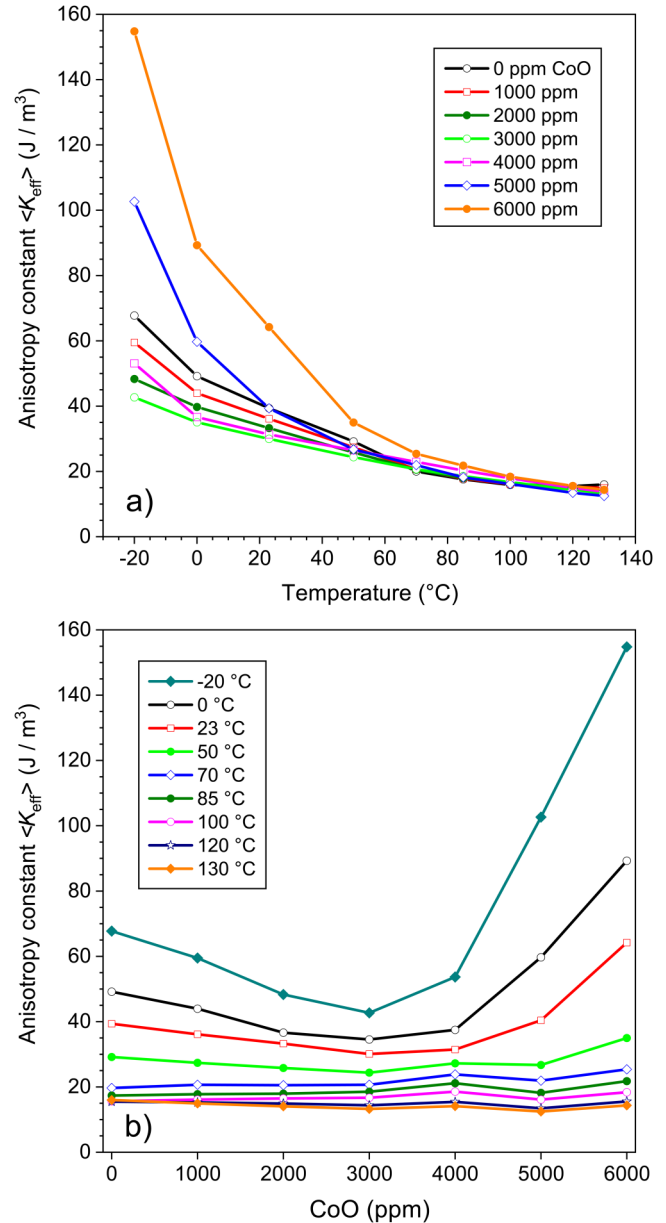 160
140
120
100
80
60
40
20
0
Anisotropy constant <K_eff> (J / m³)
0 ppm CoO
1000 ppm
2000 ppm
3000 ppm
4000 ppm
5000 ppm
6000 ppm
a)
-20 0 20 40 60 80 100 120 140
Temperature (°C)
160
140
120
100
80
60
40
20
0
Anisotropy constant <K_eff> (J / m³)
-20 °C
0 °C
23 °C
50 °C
70 °C
85 °C
100 °C
120 °C
130 °C
b)
0 1000 2000 3000 4000 5000 6000
CoO (ppm)